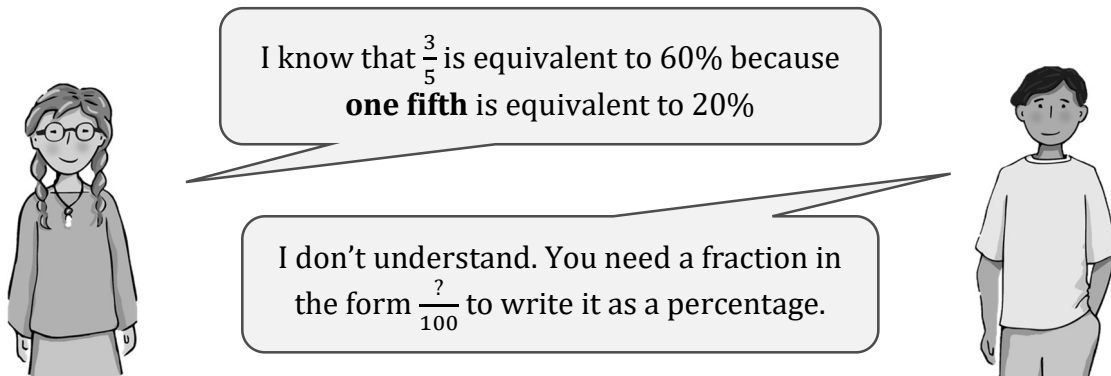 I know that 3/5 is equivalent to 60% because
one fifth is equivalent to 20%
I don’t understand. You need a fraction in
the form ?/100 to write it as a percentage.